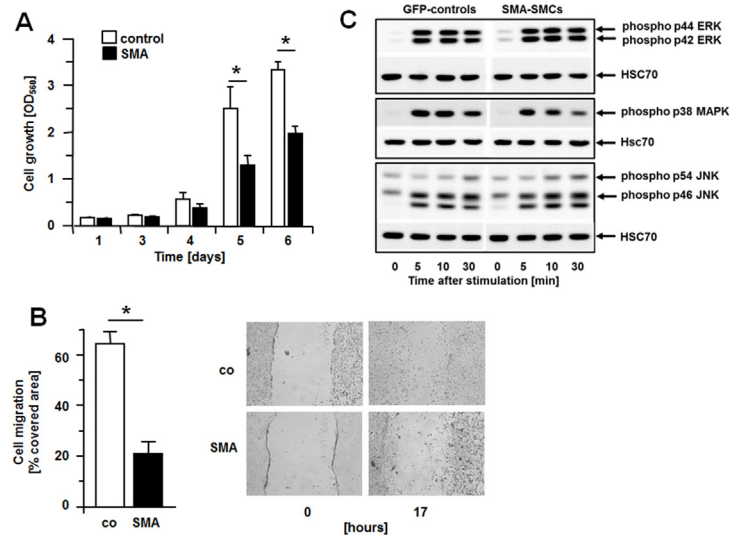 A
control
SMA
Cell growth [OD560]
4
3
2
1
0
*
*
1 3 4 5 6
Time [days]
B
Cell migration
[% covered area]
60
40
20
0
*
co SMA
co
SMA
0 17
[hours]
C
GFP-controls SMA-SMCs
phospho p44 ERK
phospho p42 ERK
HSC70
phospho p38 MAPK
Hsc70
phospho p54 JNK
phospho p46 JNK
HSC70
0 5 10 30 0 5 10 30
Time after stimulation [min]